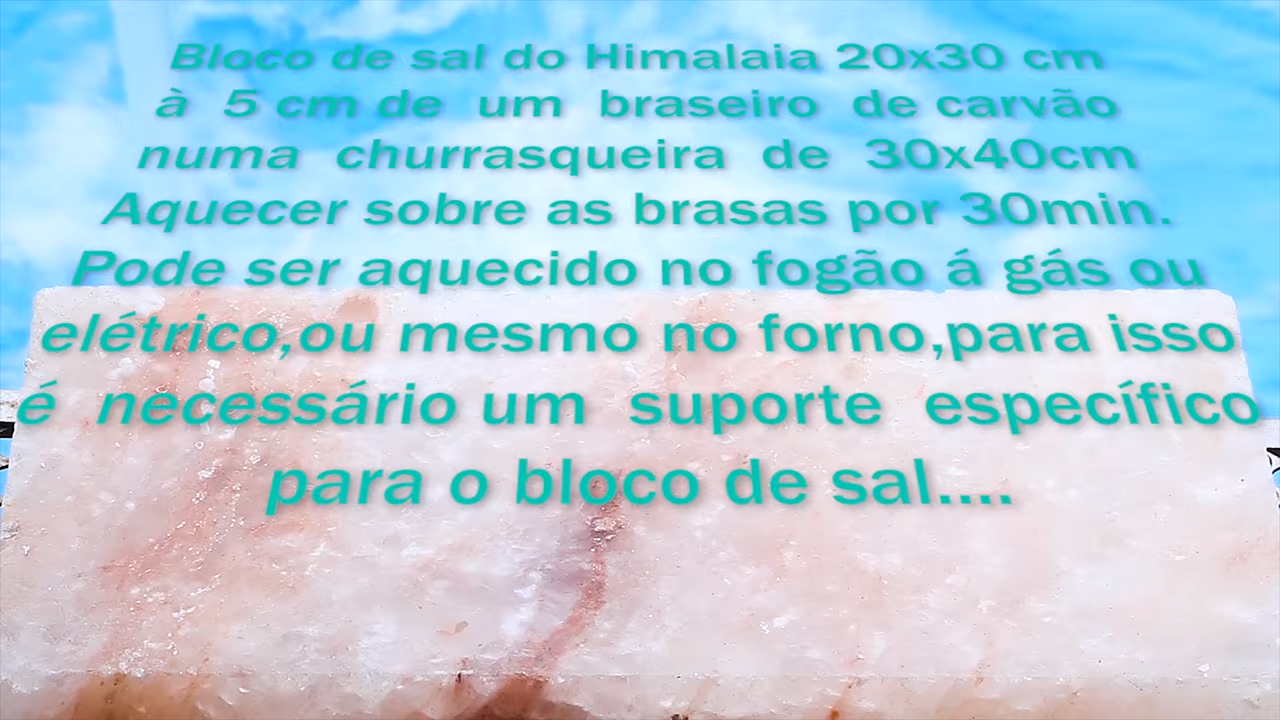 Bloco de sal do Himalaia 20x30 cm
à 5 cm de um braseiro de carvão
numa churrasqueira de 30x40cm
Aquecer sobre as brasas por 30min.
Pode ser aquecido no fogão á gás ou
elétrico,ou mesmo no forno,para isso
é necessário um suporte específico
para o bloco de sal....